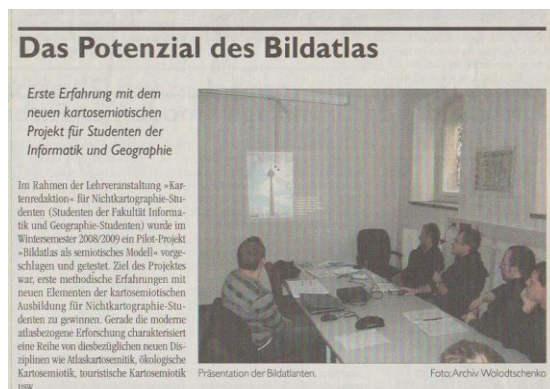 Das Potenzial des Bildatlas
Erste Erfahrung mit dem
neuen kartosemiotischen
Projekt für Studenten der
Informatik und Geographie
Im Rahmen der Lehrveranstaltung »Kar-
tenredaktion« für Nichtkartographie-Stu-
denten (Studenten der Fakultät Informa-
tik und Geographie-Studenten) wurde im
Wintersemester 2008/2009 ein Pilot-Projekt
»Bildatlas als semiotisches Modell« vorge-
schlagen und getestet. Ziel des Projektes
war, erste methodische Erfahrungen mit
neuen Elementen der kartosemiotischen
Ausbildung für Nichtkartographie-Stu-
denten zu gewinnen. Gerade die moderne
atlasbezogene Erforschung charakterisiert
eine Reihe von diesbezüglichen neuen Dis-
ziplinen wie Atlaskartosemitik, ökologische
Kartosemiotik, touristische Kartosemiotik
usw.
Präsentation der Bildatlanten.
Foto:Archiv Wolodtschenko